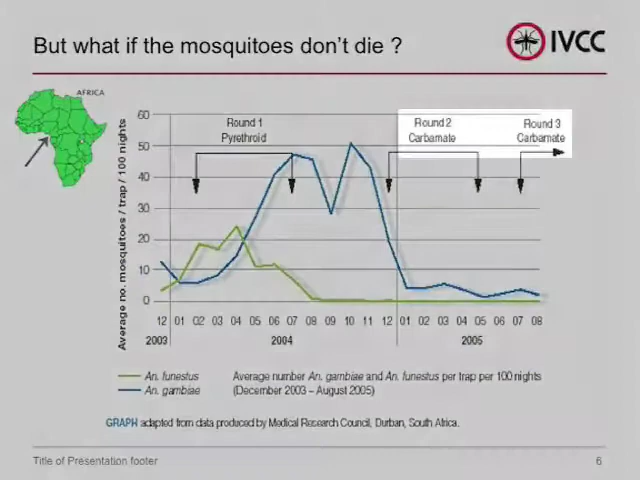 But what if the mosquitoes don't die ?
IVCC
AFRICA
Average no. mosquitoes / trap / 100 nights
60
50
40
30
20
10
0
Round 1
Pyrethroid
Round 2
Carbamate
Round 3
Carbamate
12 01 02 03 04 05 06 07 08 09 10 11 12 01 02 03 04 05 06 07 08
2003 2004 2005
An. funestus
An. gambiae
Average number An. gambiae and An. funestus per trap per 100 nights
(December 2003 – August 2005)
GRAPH adapted from data produced by Medical Research Council, Durban, South Africa.
Title of Presentation footer
6